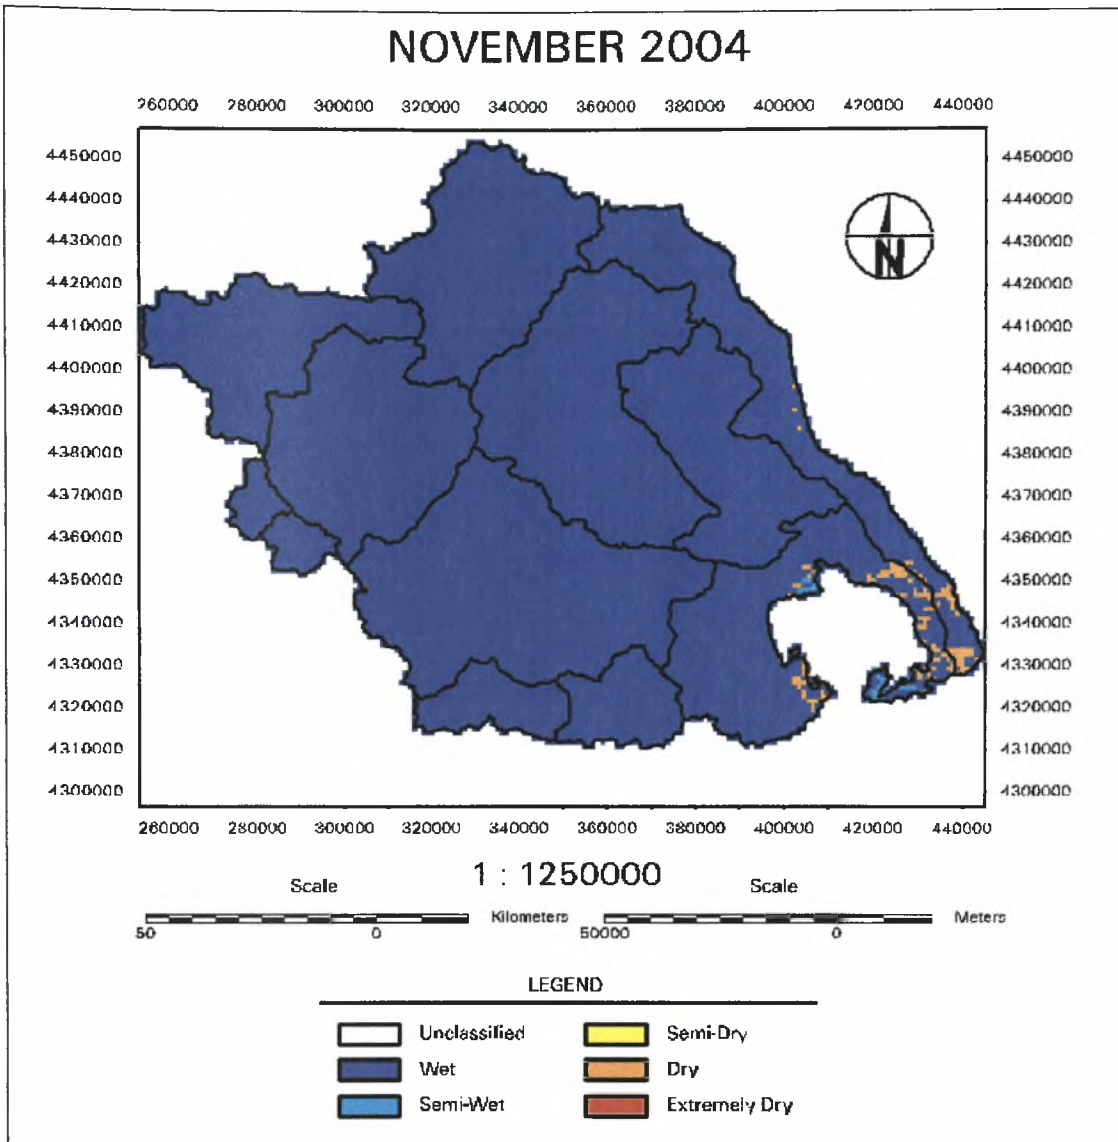 NOVEMBER 2004
260000 280000 300000 320000 340000 360000 380000 400000 420000 440000
4450000 4450000
4440000 4440000
4430000 4430000
N
4420000 4420000
4410000 4410000
4400000 4400000
4390000 4390000
4380000 4380000
4370000 4370000
4360000 4360000
4350000 4350000
4340000 4340000
4330000 4330000
4320000 4320000
4310000 4310000
4300000 4300000
260000 280000 300000 320000 340000 360000 380000 400000 420000 440000
Scale 1 : 1250000 Scale
Kilometers Meters
50 0 50000 0
LEGEND
Unclassified Semi-Dry
Wet Dry
Semi-Wet Extremely Dry